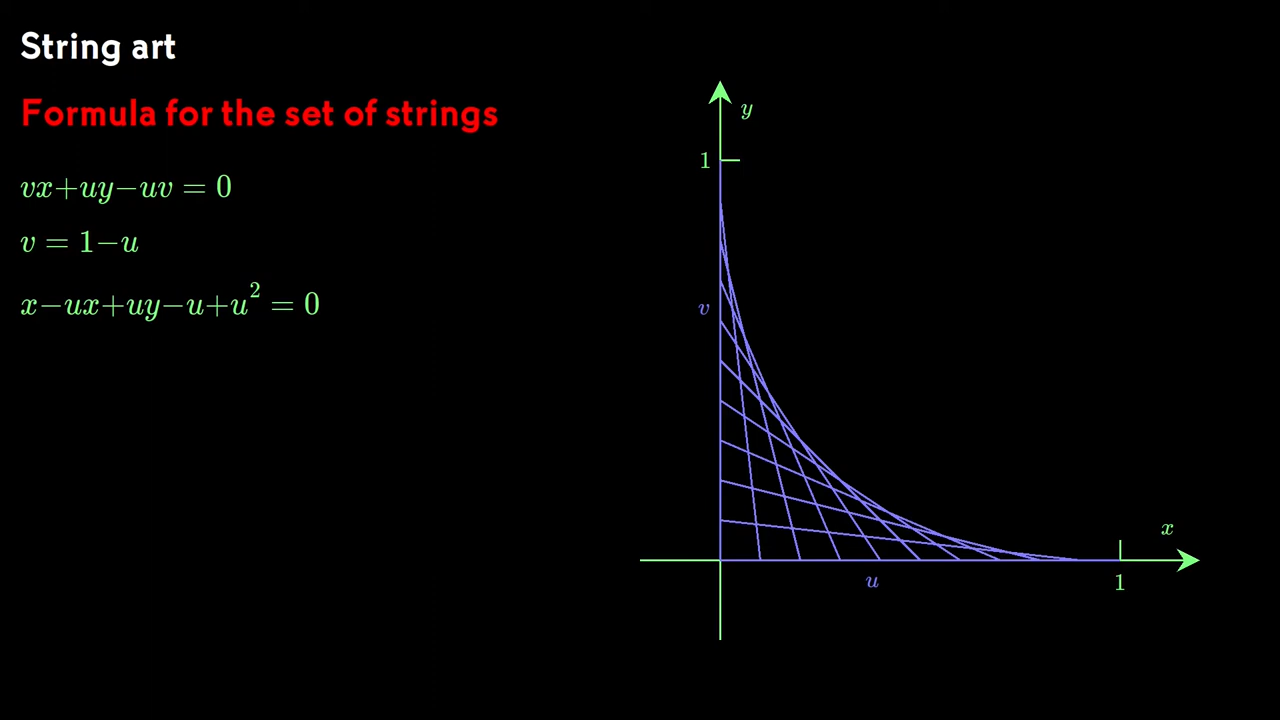 String art
Formula for the set of strings
vx+uy−uv = 0
v = 1−u
x−ux+uy−u+u² = 0
y
1
v
x
u
1